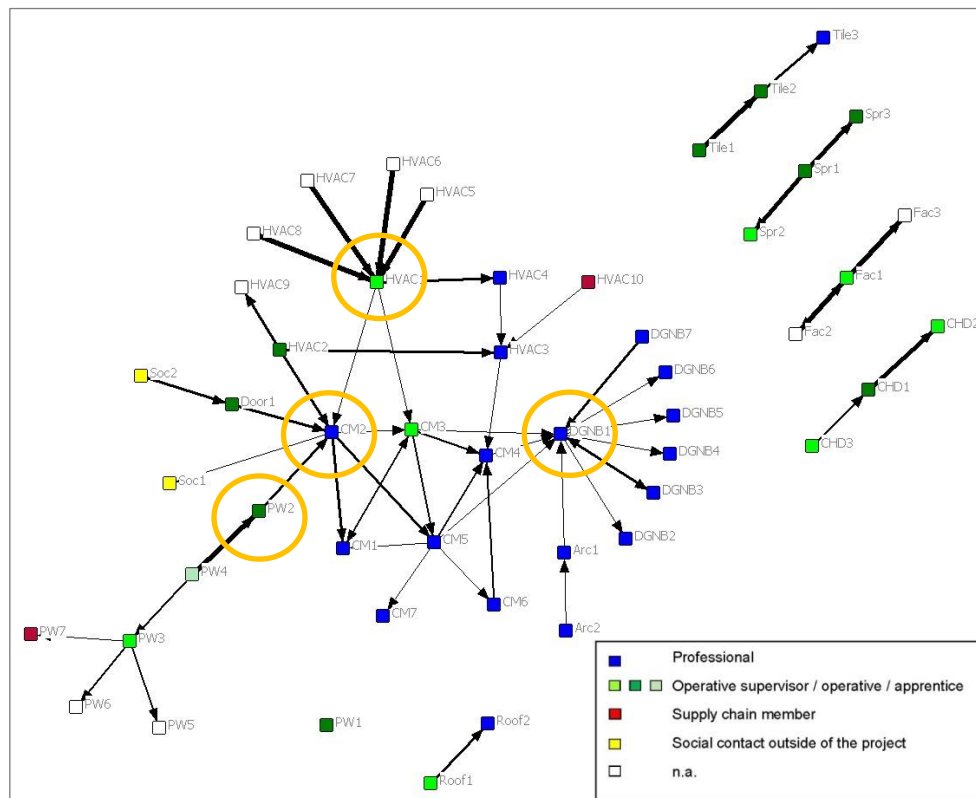 Tile3
Tile2
Spr3
Tile1
HVAC6
Spr1
HVAC7
HVAC5
Fac3
HVAC8
Spr2
HVAC1
HVAC4
HVAC10
Fac1
HVAC9
CHD2
Fac2
DGNB7
HVAC2
HVAC3
Soc2
DGNB6
CHD1
Door1
DGNB5
CM2
CM3
DGNB1
CHD3
CM4
DGNB4
Soc1
DGNB3
PW2
DGNB2
CM1
CM5
Arc1
PW4
CM6
CM7
PW7
PW3
Arc2
PW6
PW5
PW1
Roof2
Roof1
Professional
Operative supervisor / operative / apprentice
Supply chain member
Social contact outside of the project
n.a.